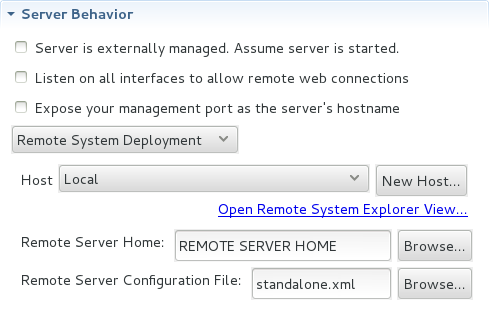 Server Behavior
Server is externally managed. Assume server is started.
Listen on all interfaces to allow remote web connections
Expose your management port as the server's hostname
Remote System Deployment
Host Local New Host...
Open Remote System Explorer View...
Remote Server Home: REMOTE SERVER HOME Browse...
Remote Server Configuration File: standalone.xml Browse...